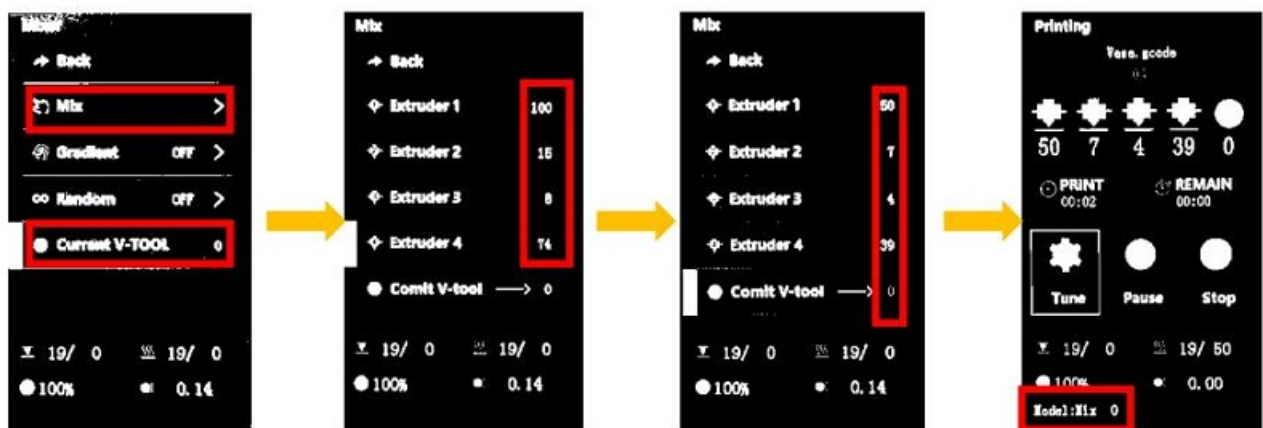 Mixer
Back
Mix
Gradient OFF >
Random OFF >
Current V-TOOL 0
19/ 0 19/ 0
100% 0.14
Mix
Back
Extruder 1 100
Extruder 2 15
Extruder 3 8
Extruder 4 74
Comit V-tool 0
19/ 0 19/ 0
100% 0.14
Mix
Back
Extruder 1 50
Extruder 2 7
Extruder 3 4
Extruder 4 39
Comit V-tool 0
19/ 0 19/ 0
100% 0.14
Printing
Vase.gcode
50 7 4 39 0
PRINT REMAIN
00:02 00:00
Tune Pause Stop
19/ 0 19/ 50
100% 0.00
Model:Mix 0